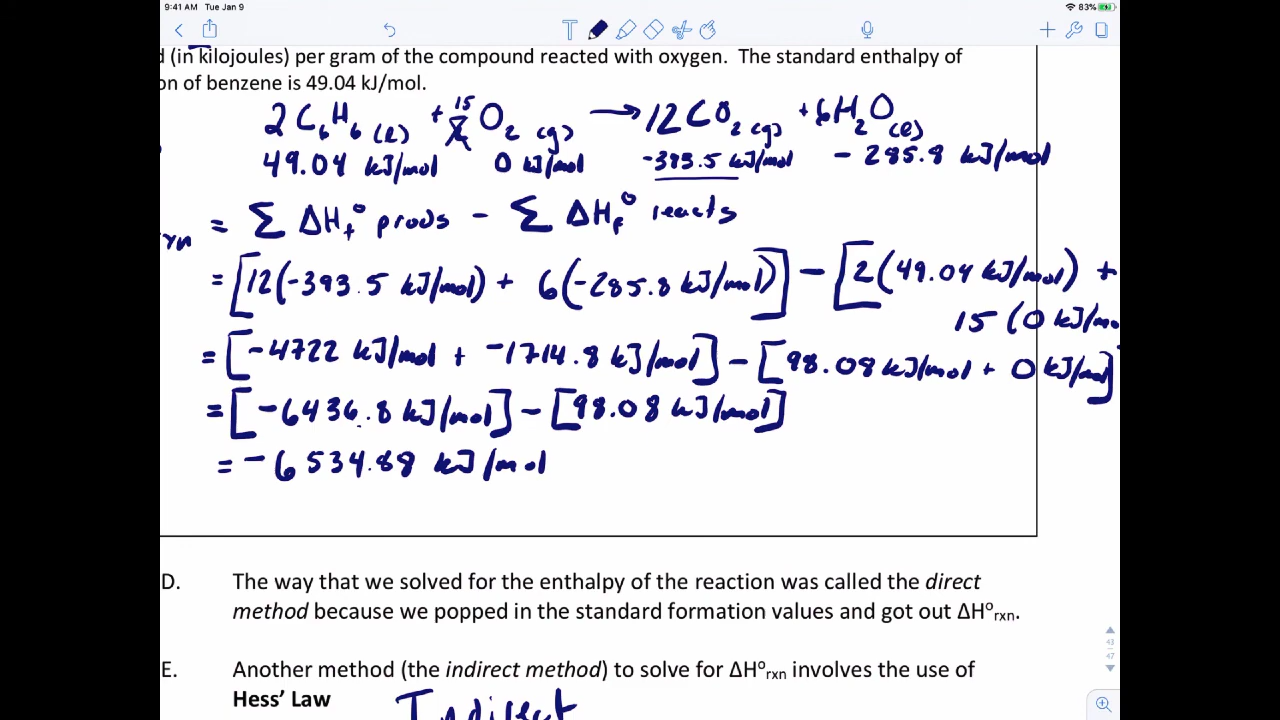 9:41 AM Tue Jan 9
83%
d (in kilojoules) per gram of the compound reacted with oxygen. The standard enthalpy of
on of benzene is 49.04 kJ/mol.
2 C₆H₆ (l) + 15 O₂ (g) → 12 CO₂ (g) + 6 H₂O (l)
49.04 kJ/mol 0 kJ/mol -393.5 kJ/mol - 285.8 kJ/mol
rxn = Σ ΔHf° prods - Σ ΔHf° reacts
= [12(-393.5 kJ/mol) + 6(-285.8 kJ/mol)] - [2(49.04 kJ/mol) +
15 (0 kJ/mo
= [-4722 kJ/mol + -1714.8 kJ/mol] - [98.08 kJ/mol + 0 kJ/mol]
= [-6436.8 kJ/mol] - [98.08 kJ/mol]
= -6534.88 kJ/mol
D. The way that we solved for the enthalpy of the reaction was called the direct
method because we popped in the standard formation values and got out ΔH°rxn.
E. Another method (the indirect method) to solve for ΔH°rxn involves the use of
Hess' Law
Indirect
43
47